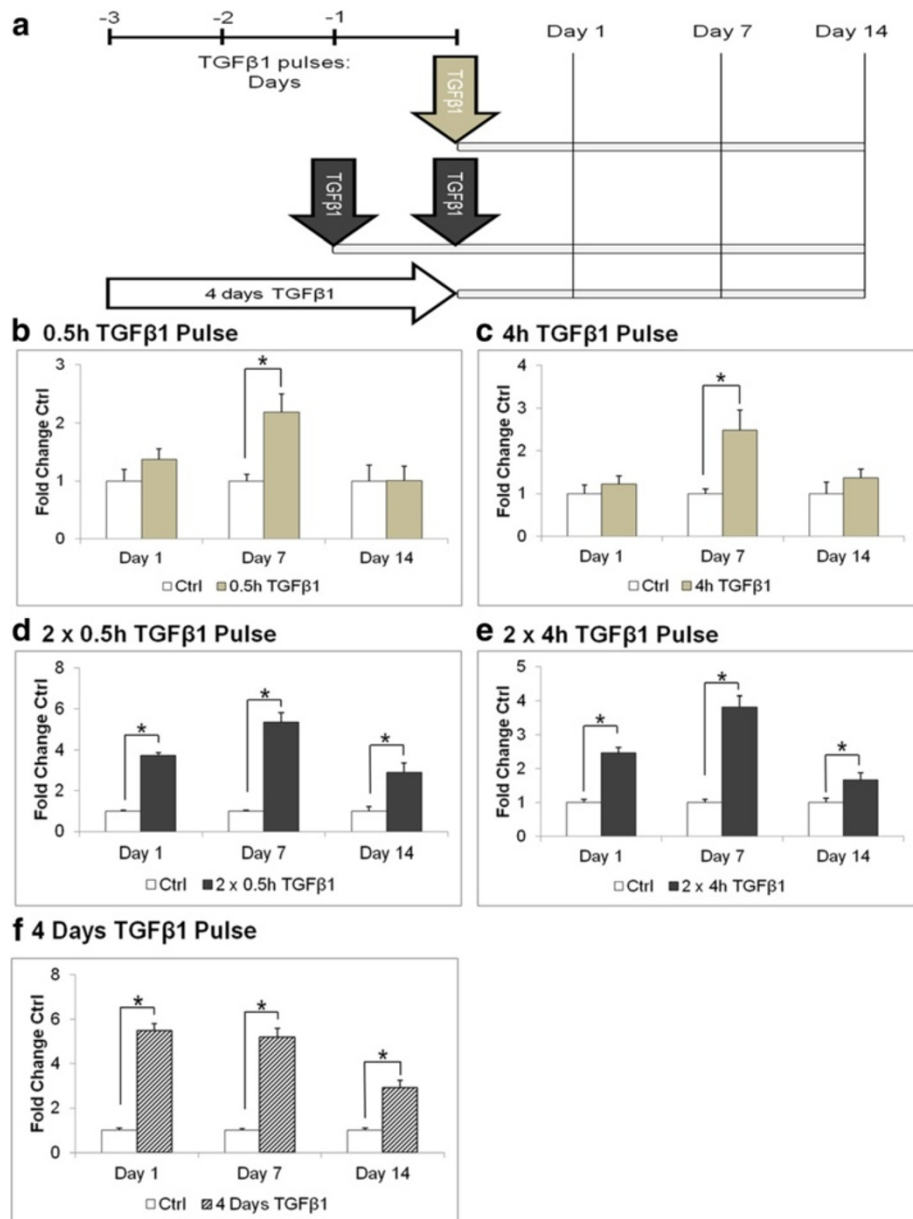 a
-3 -2 -1
TGFβ1 pulses:
Days
Day 1 Day 7 Day 14
TGFβ1
TGFβ1 TGFβ1
4 days TGFβ1
b 0.5h TGFβ1 Pulse
Fold Change Ctrl
3
2
1
0
*
Day 1 Day 7 Day 14
Ctrl 0.5h TGFβ1
c 4h TGFβ1 Pulse
Fold Change Ctrl
4
3
2
1
0
*
Day 1 Day 7 Day 14
Ctrl 4h TGFβ1
d 2 x 0.5h TGFβ1 Pulse
Fold Change Ctrl
8
6
4
2
0
* * *
Day 1 Day 7 Day 14
Ctrl 2 x 0.5h TGFβ1
e 2 x 4h TGFβ1 Pulse
Fold Change Ctrl
5
4
3
2
1
0
* * *
Day 1 Day 7 Day 14
Ctrl 2 x 4h TGFβ1
f 4 Days TGFβ1 Pulse
Fold Change Ctrl
8
6
4
2
0
* * *
Day 1 Day 7 Day 14
Ctrl 4 Days TGFβ1